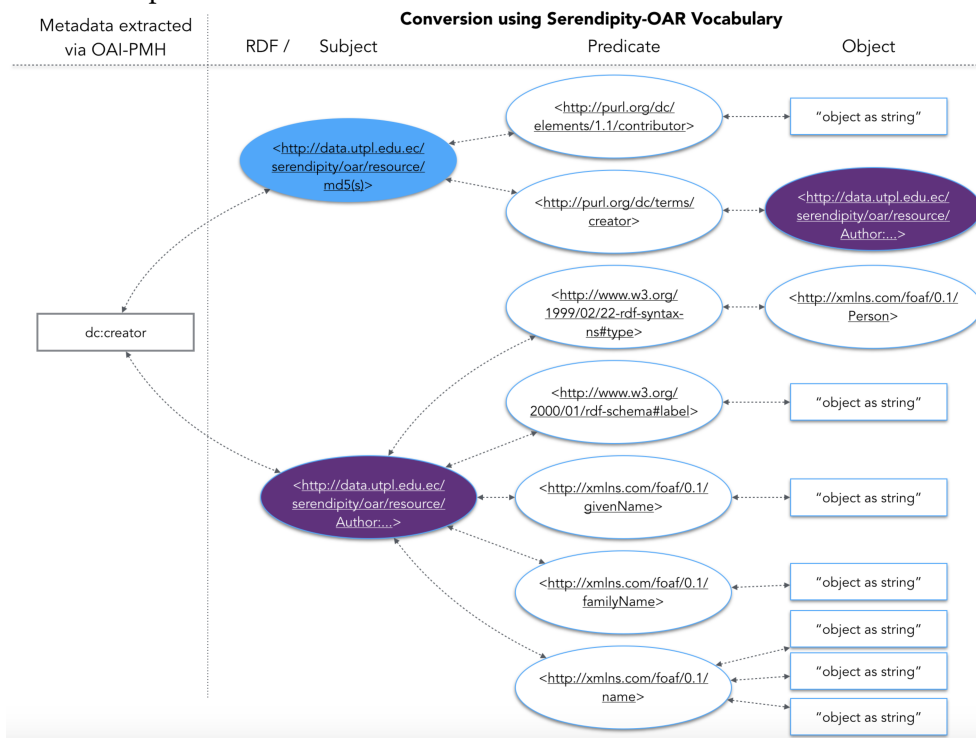 Metadata extracted
via OAI-PMH
Conversion using Serendipity-OAR Vocabulary
RDF /
Subject
Predicate
Object
<http://purl.org/dc/
elements/1.1/contributor>
"object as string"
<http://data.utpl.edu.ec/
serendipity/oar/resource/
md5(s)>
<http://purl.org/dc/terms/
creator>
<http://data.utpl.edu.ec/
serendipity/oar/resource/
Author:...>
dc:creator
<http://www.w3.org/
1999/02/22-rdf-syntax-
ns#type>
<http://xmlns.com/foaf/0.1/
Person>
<http://www.w3.org/
2000/01/rdf-schema#label>
"object as string"
<http://data.utpl.edu.ec/
serendipity/oar/resource/
Author:...>
<http://xmlns.com/foaf/0.1/
givenName>
"object as string"
<http://xmlns.com/foaf/0.1/
familyName>
"object as string"
<http://xmlns.com/foaf/0.1/
name>
"object as string"
"object as string"
"object as string"